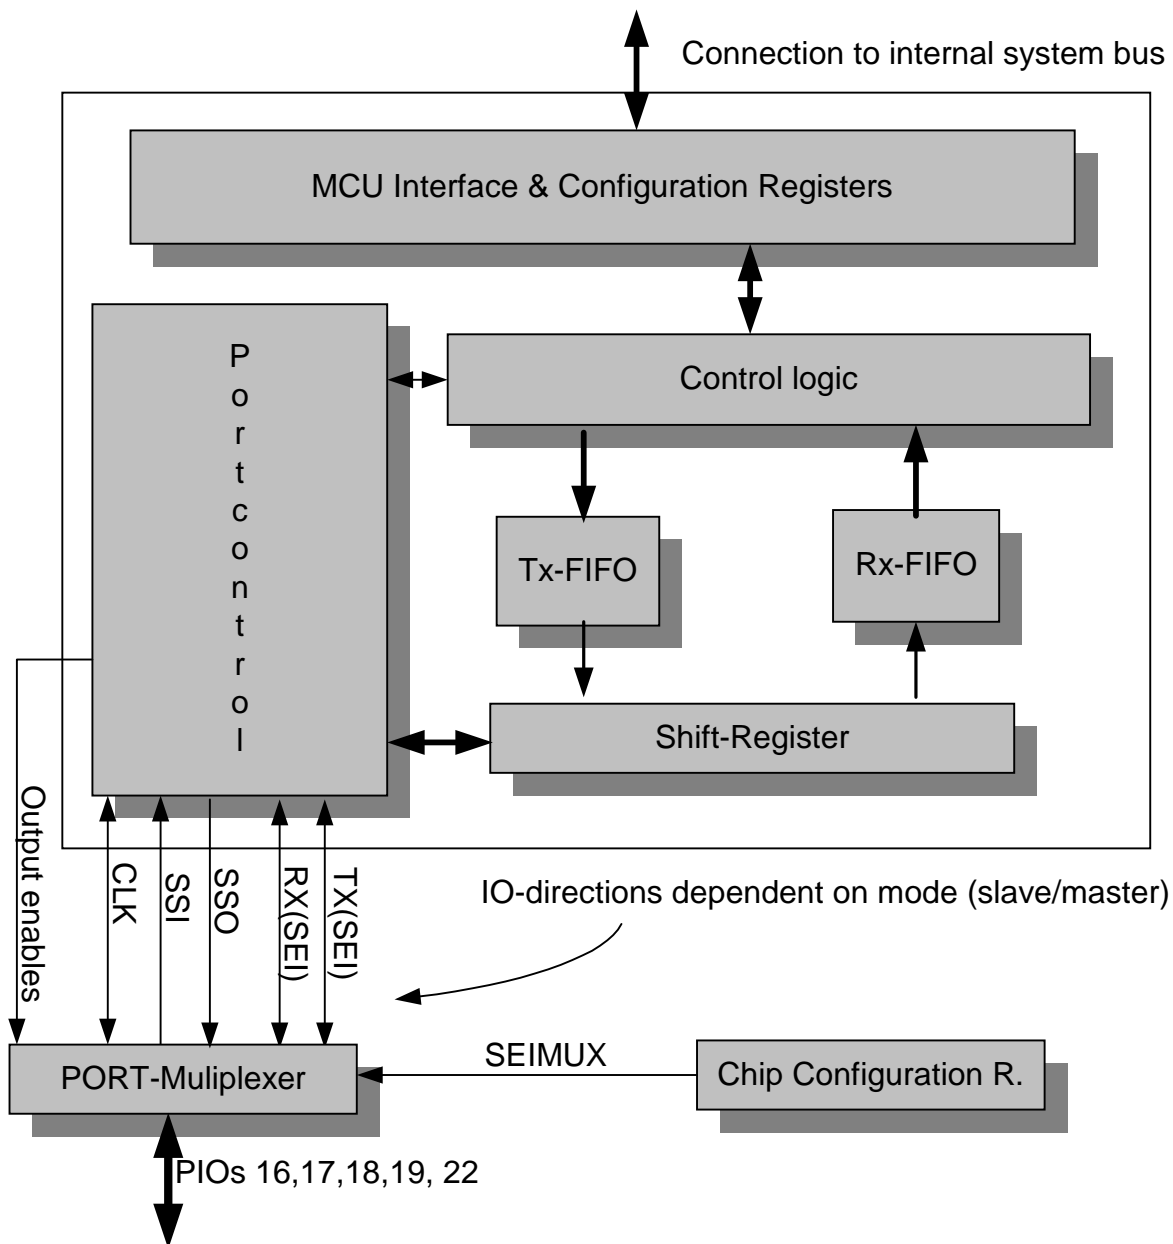 Connection to internal system bus
MCU Interface & Configuration Registers
Portcontrol
Control logic
Tx-FIFO
Rx-FIFO
Shift-Register
Output enables
CLK
SSI
SSO
RX(SEI)
TX(SEI)
IO-directions dependent on mode (slave/master)
PORT-Muliplexer
SEIMUX
Chip Configuration R.
PIOs 16,17,18,19, 22